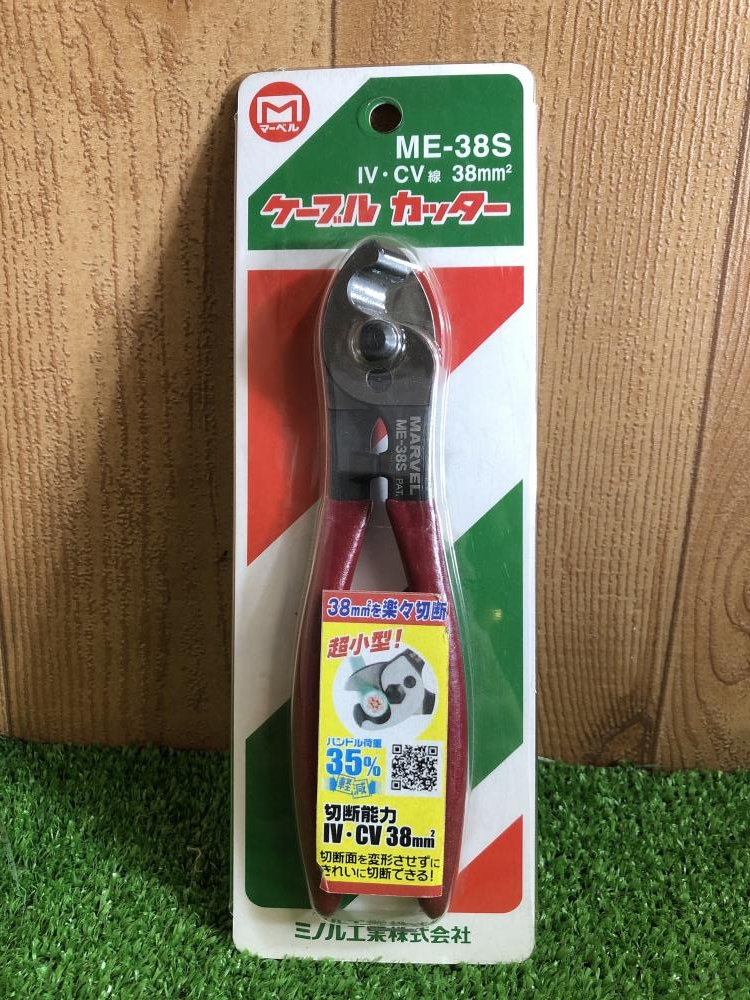 M
マーベル
ME-38S
IV・CV線 38mm²
ケーブル カッター
MARVEL
ME-38S PAT.
38mm²を楽々切断
超小型!
ハンドル荷重
35%
軽減
切断能力
IV・CV 38mm²
切断面を変形させずに
きれいに切断できる!
ミノル工業株式会社